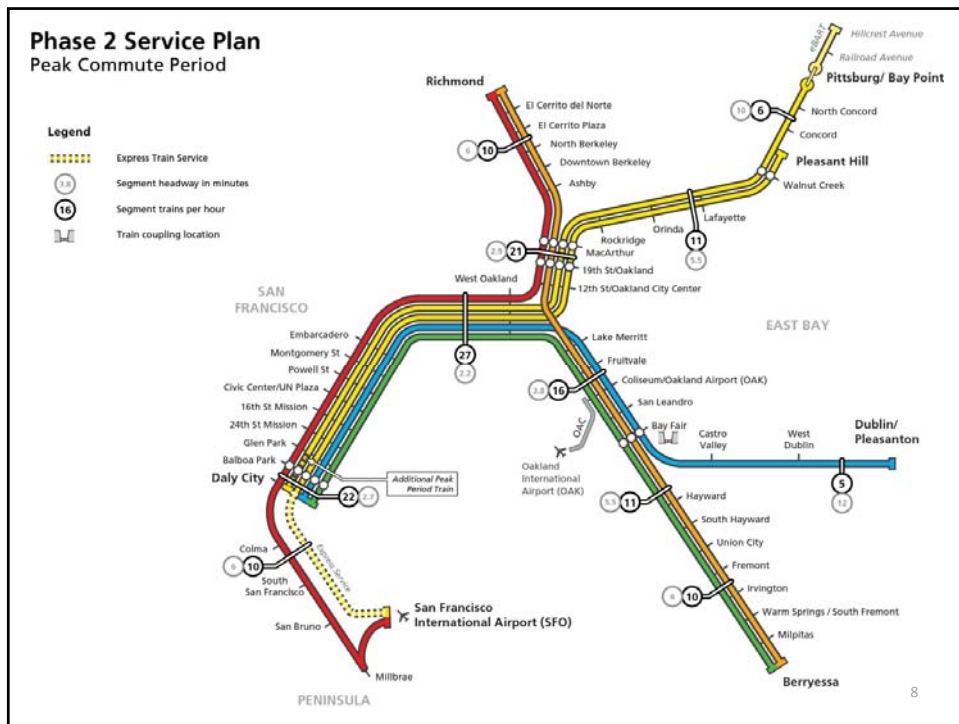 Phase 2 Service Plan
Peak Commute Period
Legend
Express Train Service
3.8
Segment headway in minutes
16
Segment trains per hour
Train coupling location
Richmond
El Cerrito del Norte
El Cerrito Plaza
North Berkeley
Downtown Berkeley
Ashby
6
10
eBART
Hillcrest Avenue
Railroad Avenue
Pittsburg/ Bay Point
10
6
North Concord
Concord
Pleasant Hill
Walnut Creek
Lafayette
Orinda
Rockridge
11
5.5
MacArthur
2.9
21
19th St/Oakland
12th St/Oakland City Center
West Oakland
SAN
FRANCISCO
EAST BAY
27
2.2
Embarcadero
Montgomery St
Powell St
Civic Center/UN Plaza
16th St Mission
24th St Mission
Glen Park
Balboa Park
Daly City
Additional Peak
Period Train
22
2.7
Lake Merritt
Fruitvale
Coliseum/Oakland Airport (OAK)
San Leandro
Bay Fair
3.8
16
OAC
Oakland
International
Airport (OAK)
Castro
Valley
West
Dublin
Dublin/
Pleasanton
5
12
5.5
11
Hayward
South Hayward
Union City
Fremont
Irvington
6
10
Warm Springs / South Fremont
Milpitas
Berryessa
Colma
6
10
Express Service
South
San Francisco
San Bruno
San Francisco
International Airport (SFO)
Millbrae
PENINSULA
8